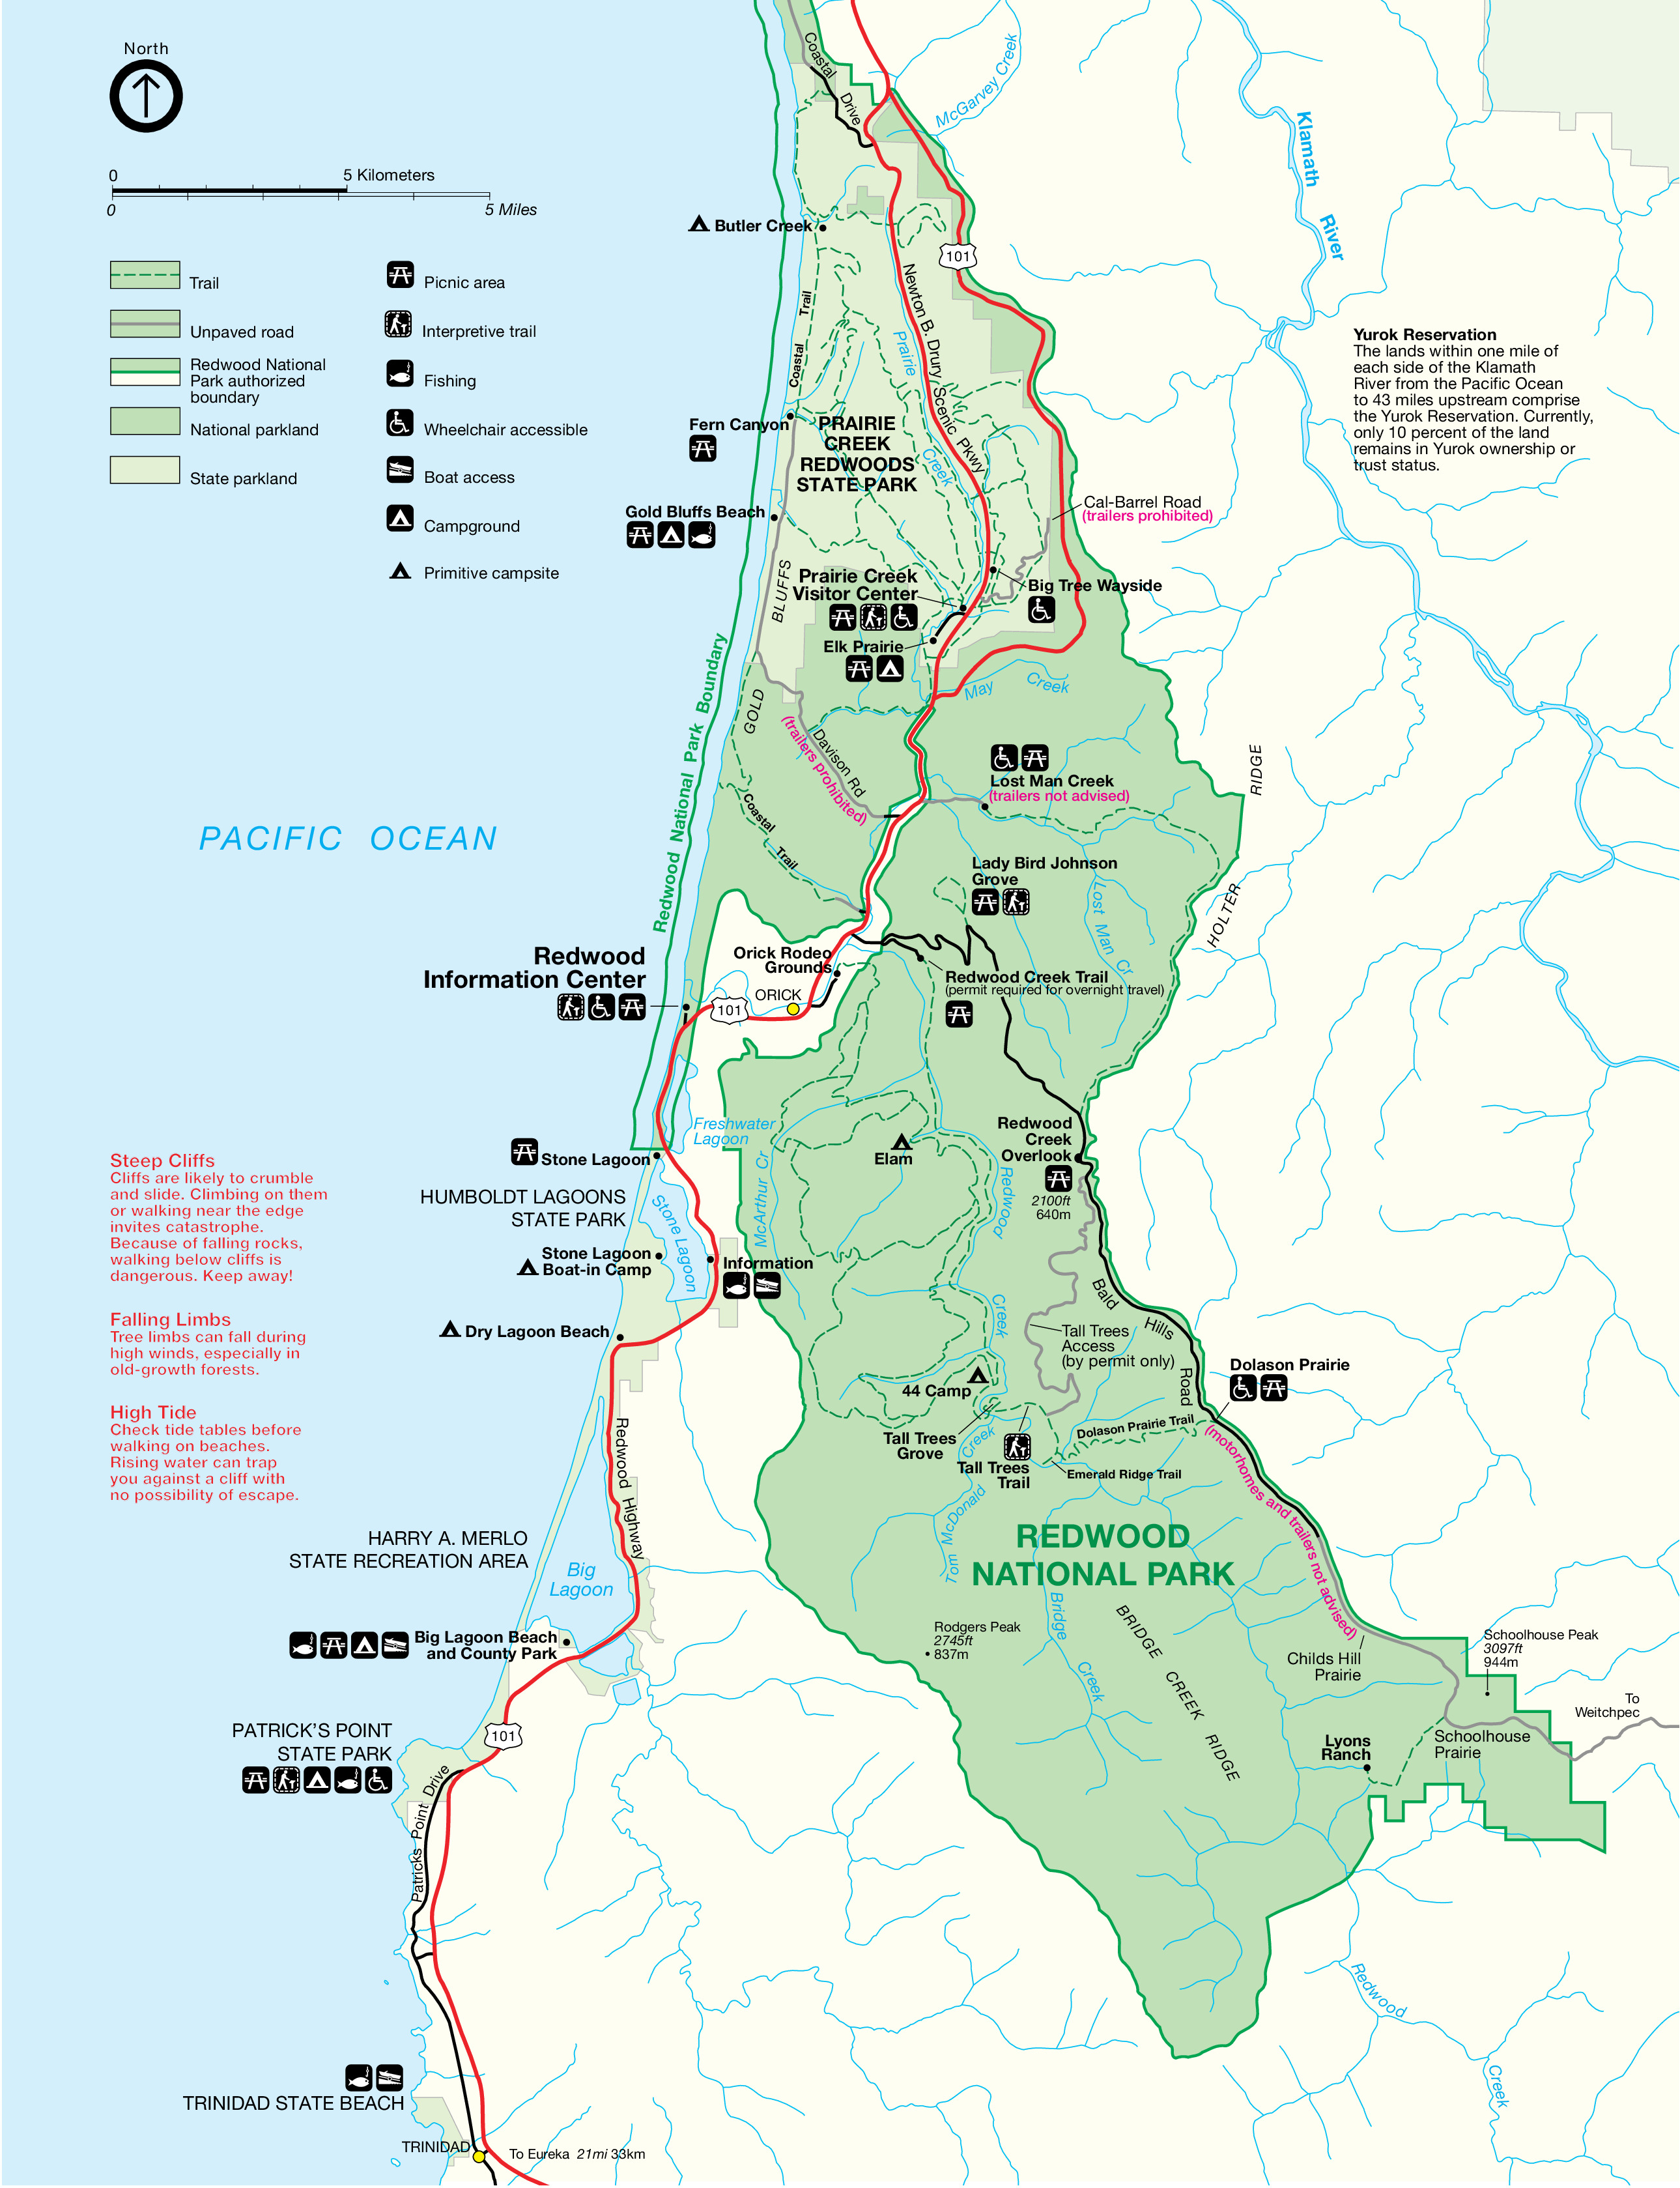 North
0
5 Kilometers
0
5 Miles
Trail
Unpaved road
Redwood National
Park authorized
boundary
National parkland
State parkland
Picnic area
Interpretive trail
Fishing
Wheelchair accessible
Boat access
Campground
Primitive campsite
Coastal
Drive
McGarvey Creek
Klamath
River
Butler Creek
101
Newton B. Drury Scenic Pkwy
Coastal
Trail
Prairie
Creek
Yurok Reservation
The lands within one mile of
each side of the Klamath
River from the Pacific Ocean
to 43 miles upstream comprise
the Yurok Reservation. Currently,
only 10 percent of the land
remains in Yurok ownership or
trust status.
Fern Canyon
PRAIRIE
CREEK
REDWOODS
STATE PARK
Gold Bluffs Beach
Cal-Barrel Road
(trailers prohibited)
GOLD
BLUFFS
Prairie Creek
Visitor Center
Big Tree Wayside
Elk Prairie
May
Creek
Redwood National Park Boundary
Davison Rd
(trailers prohibited)
Lost Man Creek
(trailers not advised)
HOLTER
RIDGE
PACIFIC OCEAN
Coastal
Trail
Lady Bird Johnson
Grove
Lost Man Cr
Redwood
Information Center
Orick Rodeo
Grounds
ORICK
101
Redwood Creek Trail
(permit required for overnight travel)
Freshwater
Lagoon
McArthur Cr
Elam
Redwood
Creek
Overlook
2100ft
640m
Redwood
Creek
Steep Cliffs
Cliffs are likely to crumble
and slide. Climbing on them
or walking near the edge
invites catastrophe.
Because of falling rocks,
walking below cliffs is
dangerous. Keep away!
Falling Limbs
Tree limbs can fall during
high winds, especially in
old-growth forests.
High Tide
Check tide tables before
walking on beaches.
Rising water can trap
you against a cliff with
no possibility of escape.
Stone Lagoon
HUMBOLDT LAGOONS
STATE PARK
Stone Lagoon
Stone Lagoon
Boat-in Camp
Information
Dry Lagoon Beach
Bald
Hills
Road
Tall Trees
Access
(by permit only)
44 Camp
Dolason Prairie
Tall Trees
Grove
Tall Trees
Trail
Dolason Prairie Trail
Emerald Ridge Trail
(motorhomes and trailers not advised)
Tom McDonald
Creek
Redwood Highway
REDWOOD
NATIONAL PARK
HARRY A. MERLO
STATE RECREATION AREA
Big
Lagoon
Big Lagoon Beach
and County Park
Bridge
Creek
BRIDGE CREEK RIDGE
Rodgers Peak
2745ft
837m
Childs Hill
Prairie
Schoolhouse Peak
3097ft
944m
To
Weitchpec
Lyons
Ranch
Schoolhouse
Prairie
PATRICK'S POINT
STATE PARK
101
Patricks Point Drive
Redwood
Creek
TRINIDAD STATE BEACH
TRINIDAD
To Eureka 21mi 33km